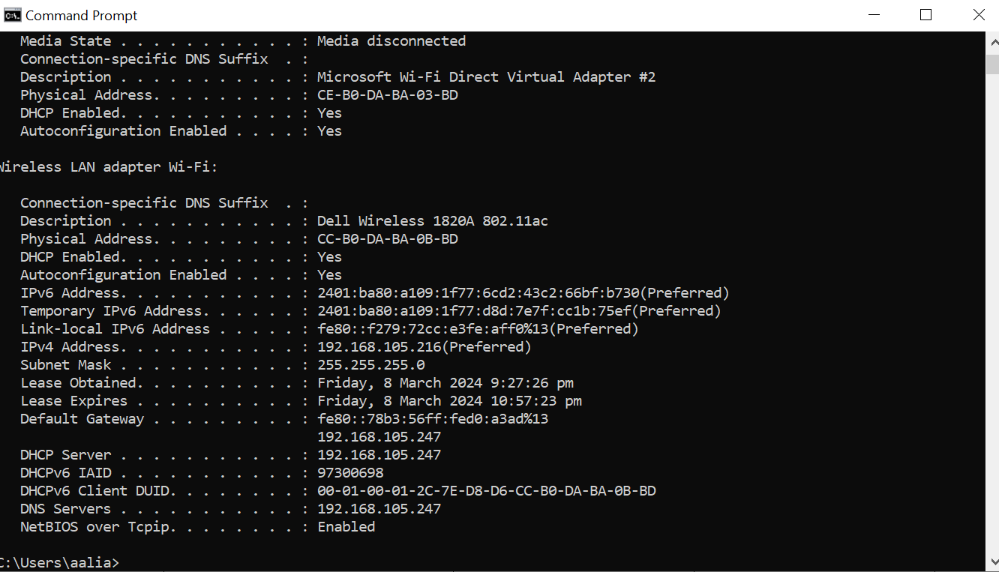 Command Prompt
Media State . . . . . . . . . . . : Media disconnected
Connection-specific DNS Suffix  . :
Description . . . . . . . . . . . : Microsoft Wi-Fi Direct Virtual Adapter #2
Physical Address. . . . . . . . . : CE-B0-DA-BA-03-BD
DHCP Enabled. . . . . . . . . . . : Yes
Autoconfiguration Enabled . . . . : Yes
Wireless LAN adapter Wi-Fi:
Connection-specific DNS Suffix  . :
Description . . . . . . . . . . . : Dell Wireless 1820A 802.11ac
Physical Address. . . . . . . . . : CC-B0-DA-BA-0B-BD
DHCP Enabled. . . . . . . . . . . : Yes
Autoconfiguration Enabled . . . . : Yes
IPv6 Address. . . . . . . . . . . : 2401:ba80:a109:1f77:6cd2:43c2:66bf:b730(Preferred)
Temporary IPv6 Address. . . . . . : 2401:ba80:a109:1f77:d8d:7e7f:cc1b:75ef(Preferred)
Link-local IPv6 Address . . . . . : fe80::f279:72cc:e3fe:aff0%13(Preferred)
IPv4 Address. . . . . . . . . . . : 192.168.105.216(Preferred)
Subnet Mask . . . . . . . . . . . : 255.255.255.0
Lease Obtained. . . . . . . . . . : Friday, 8 March 2024 9:27:26 pm
Lease Expires . . . . . . . . . . : Friday, 8 March 2024 10:57:23 pm
Default Gateway . . . . . . . . . : fe80::78b3:56ff:fed0:a3ad%13
192.168.105.247
DHCP Server . . . . . . . . . . . : 192.168.105.247
DHCPv6 IAID . . . . . . . . . . . : 97300698
DHCPv6 Client DUID. . . . . . . . : 00-01-00-01-2C-7E-D8-D6-CC-B0-DA-BA-0B-BD
DNS Servers . . . . . . . . . . . : 192.168.105.247
NetBIOS over Tcpip. . . . . . . . : Enabled
C:\Users\aalia>